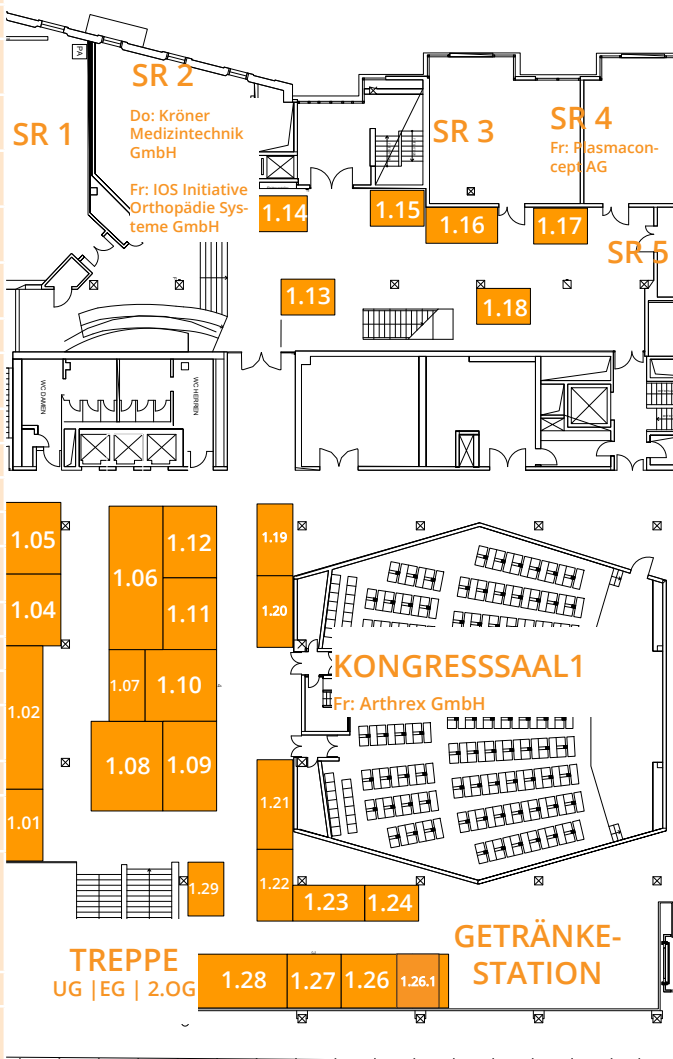 PA
SR 1
SR 2
Do: Kröner
Medizintechnik
GmbH
Fr: IOS Initiative
Orthopädie Sys-
teme GmbH
SR 3
SR 4
Fr: Plasmacon-
cept AG
SR 5
1.14
1.15
1.16
1.17
1.13
1.18
WC DAMEN
WC HERREN
1.05
1.04
1.02
1.01
1.06
1.12
1.11
1.07
1.10
1.08
1.09
1.19
1.20
KONGRESSSAAL1
Fr: Arthrex GmbH
1.21
1.22
1.23
1.24
1.29
TREPPE
UG |EG | 2.OG
1.28
1.27
1.26
1.26.1
GETRÄNKE-
STATION